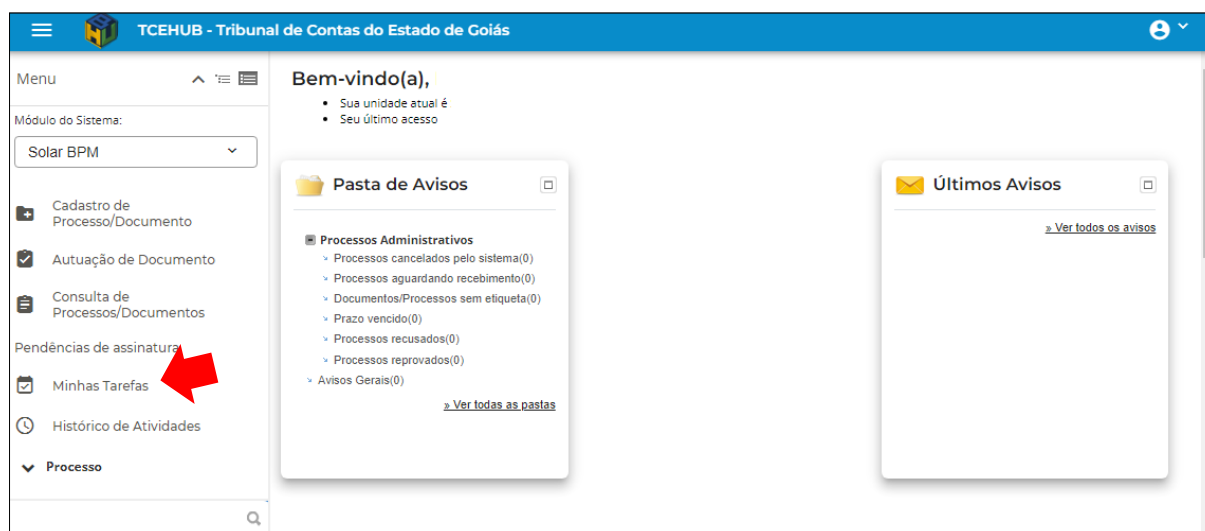 TCEHUB - Tribunal de Contas do Estado de Goiás
Menu
Módulo do Sistema:
Solar BPM
Cadastro de
Processo/Documento
Autuação de Documento
Consulta de
Processos/Documentos
Pendências de assinatura
Minhas Tarefas
Histórico de Atividades
Processo
Bem-vindo(a),
Sua unidade atual é
Seu último acesso
Pasta de Avisos
Processos Administrativos
Processos cancelados pelo sistema(0)
Processos aguardando recebimento(0)
Documentos/Processos sem etiqueta(0)
Prazo vencido(0)
Processos recusados(0)
Processos reprovados(0)
Avisos Gerais(0)
» Ver todas as pastas
Últimos Avisos
» Ver todos os avisos